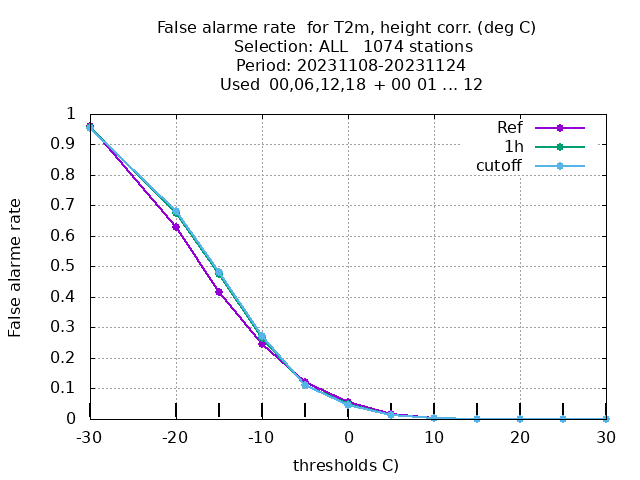 False alarme rate  for T2m, height corr. (deg C)
Selection: ALL   1074 stations
Period: 20231108-20231124
Used 00,06,12,18 + 00 01 ... 12
Ref
1h
cutoff
False alarme rate
1
0.9
0.8
0.7
0.6
0.5
0.4
0.3
0.2
0.1
0
-30 -20 -10 0 10 20 30
thresholds C)